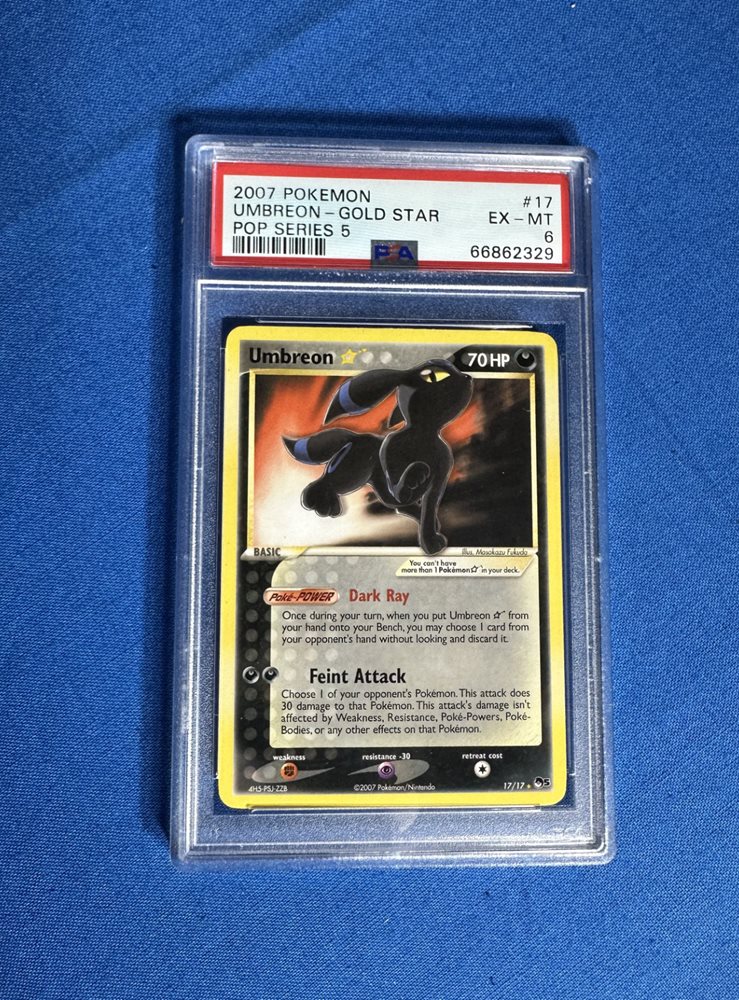 2007 POKEMON #17
UMBREON - GOLD STAR EX - MT
POP SERIES 5 6
PSA 66862329
Umbreon ☆ 70 HP
BASIC Illus. Masakazu Fukuda
You can't have
more than 1 Pokémon ☆ in your deck.
Poké-POWER Dark Ray
Once during your turn, when you put Umbreon ☆ from
your hand onto your Bench, you may choose 1 card from
your opponent's hand without looking and discard it.
Feint Attack
Choose 1 of your opponent's Pokémon. This attack does
30 damage to that Pokémon. This attack's damage isn't
affected by Weakness, Resistance, Poké-Powers, Poké-
Bodies, or any other effects on that Pokémon.
weakness resistance -30 retreat cost
4H5-PSJ-ZZB ©2007 Pokémon/Nintendo 17/17 ★ 5